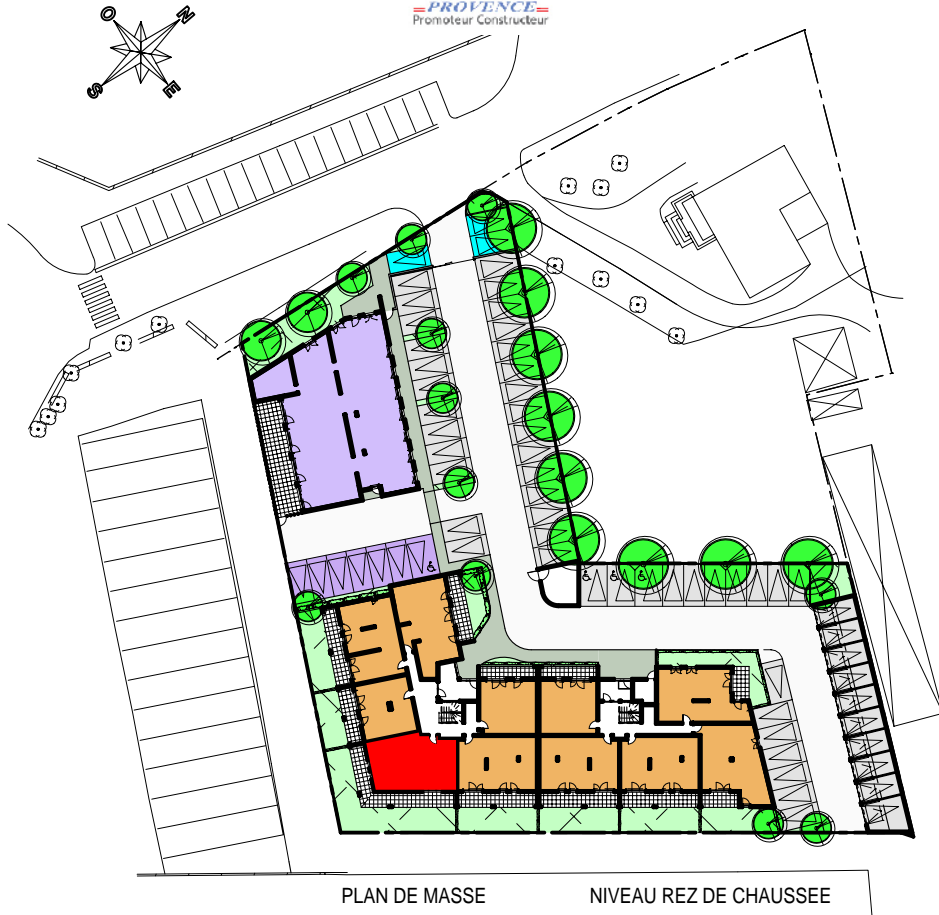 PROVENCE
Promoteur Constructeur
O
N
S
E
PLAN DE MASSE
NIVEAU REZ DE CHAUSSEE